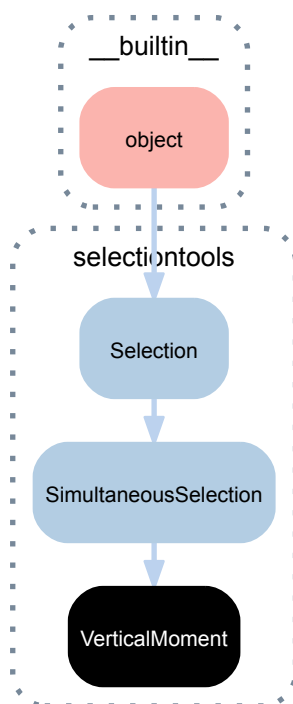 __builtin__
object
selectiontools
Selection
SimultaneousSelection
VerticalMoment